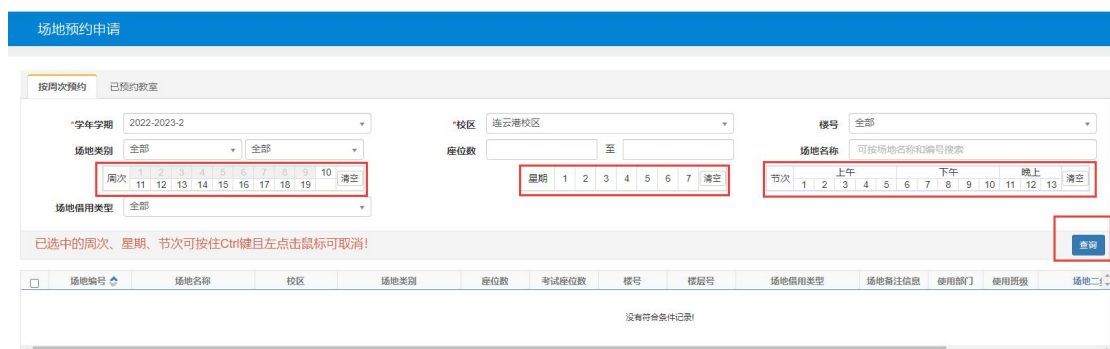 场地预约申请
按周次预约 已预约教室
*学年学期 2022-2023-2 *校区 连云港校区 楼号 全部
场地类别 全部 全部 座位数 至 场地名称 可按场地名称和编号搜索
周次 1 2 3 4 5 6 7 8 9 10 清空 星期 1 2 3 4 5 6 7 清空 节次 上午 下午 晚上 清空
11 12 13 14 15 16 17 18 19 1 2 3 4 5 6 7 8 9 10 11 12 13
场地借用类型 全部
已选中的周次、星期、节次可按住Ctrl键且左点击鼠标可取消! 查询
场地编号 场地名称 校区 场地类别 座位数 考试座位数 楼号 楼层号 场地借用类型 场地备注信息 使用部门 使用班级 场地二
没有符合条件记录!